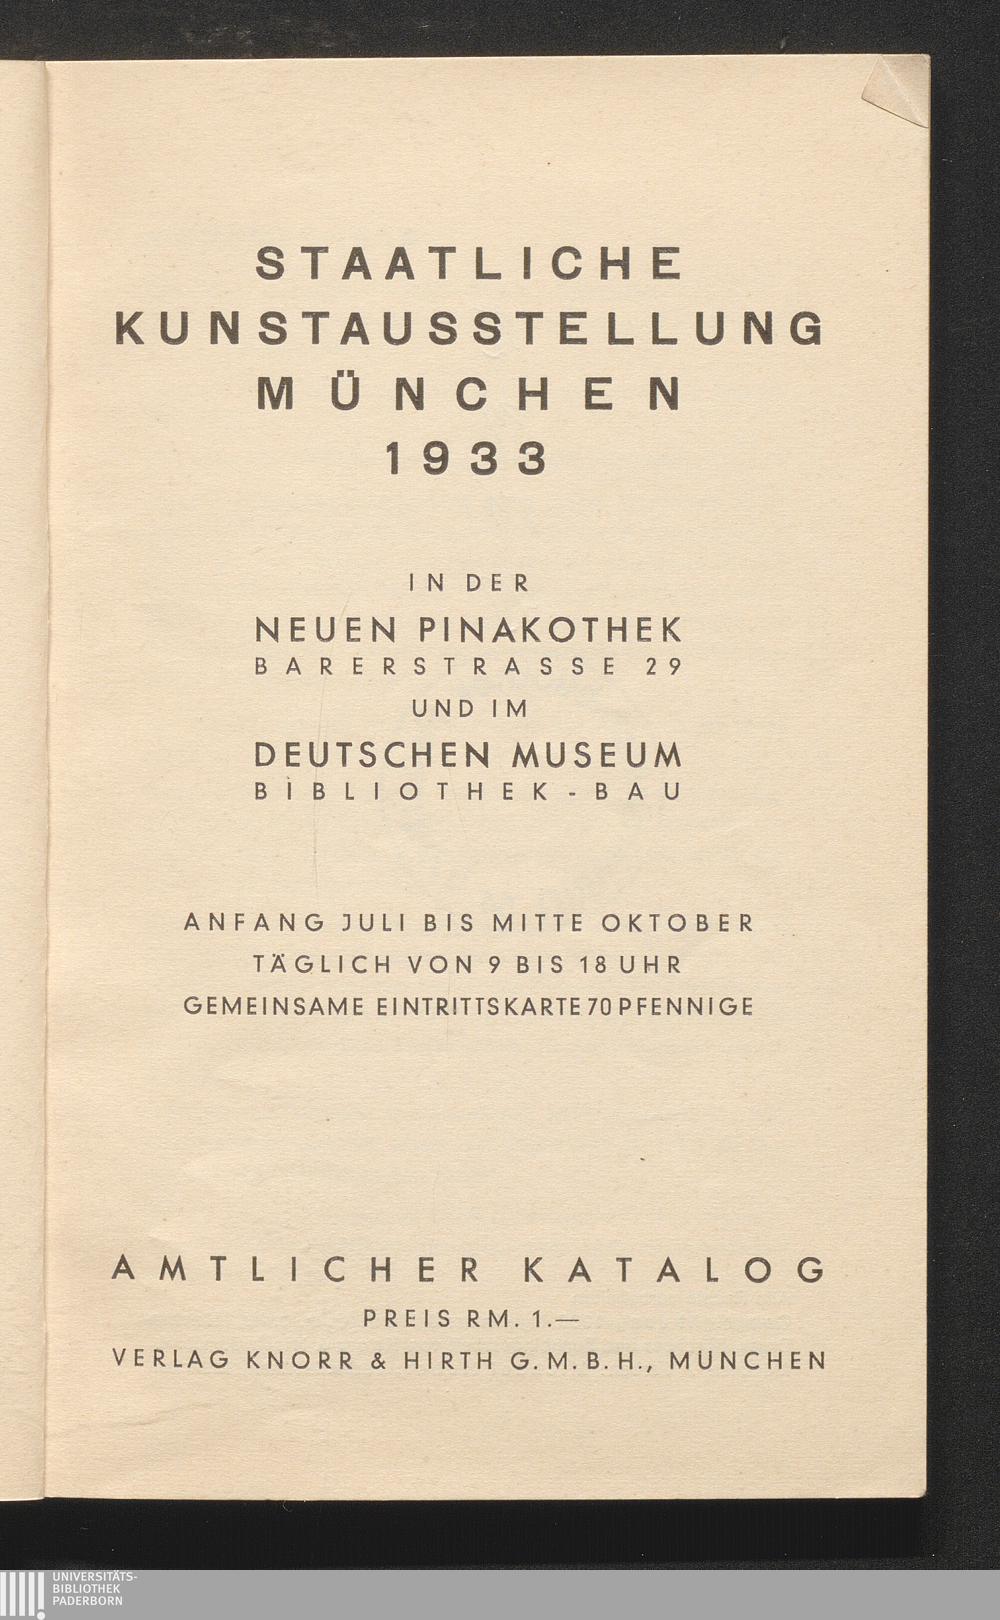 STAATLICHE
KUNSTAUSSTELLUNG
MÜNCHEN
1933
IN DER
NEUEN PINAKOTHEK
BARERSTRASSE 29
UND IM
DEUTSCHEN MUSEUM
BIBLIOTHEK-BAU
ANFANG JULI BIS MITTE OKTOBER
TÄGLICH VON 9 BIS 18 UHR
GEMEINSAME EINTRITTSKARTE 70 PFENNIGE
AMTLICHER KATALOG
PREIS RM. 1.—
VERLAG KNORR & HIRTH G.M.B.H., MÜNCHEN
UNIVERSITÄTS-
BIBLIOTHEK
PADERBORN